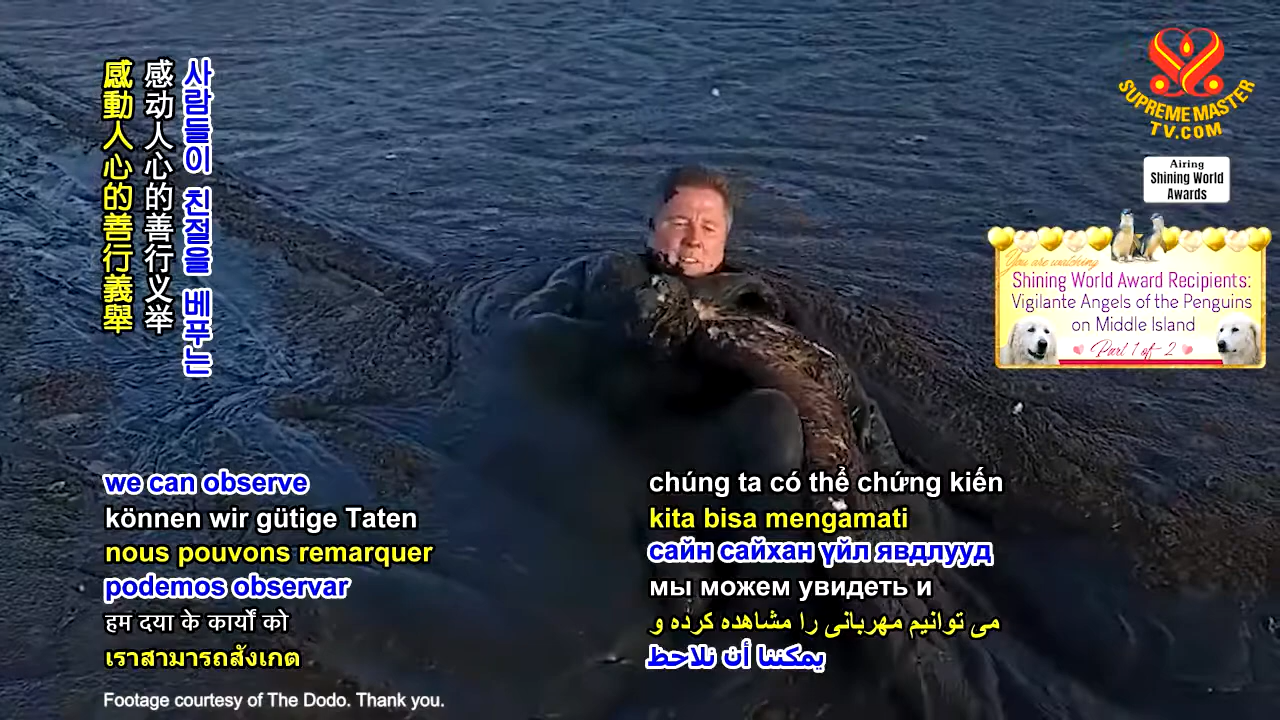 感動人心的善行義舉
感动人心的善行义举
사람들이 친절을 베푸는
SUPREME MASTER
TV.COM
Airing
Shining World
Awards
You are watching
Shining World Award Recipients:
Vigilante Angels of the Penguins
on Middle Island
Part 1 of 2
we can observe
können wir gütige Taten
nous pouvons remarquer
podemos observar
हम दया के कार्यों को
เราสามารถสังเกต
chúng ta có thể chứng kiến
kita bisa mengamati
сайн сайхан үйл явдлууд
мы можем увидеть и
می توانیم مهربانی را مشاهده کرده و
يمكننا أن نلاحظ
Footage courtesy of The Dodo. Thank you.